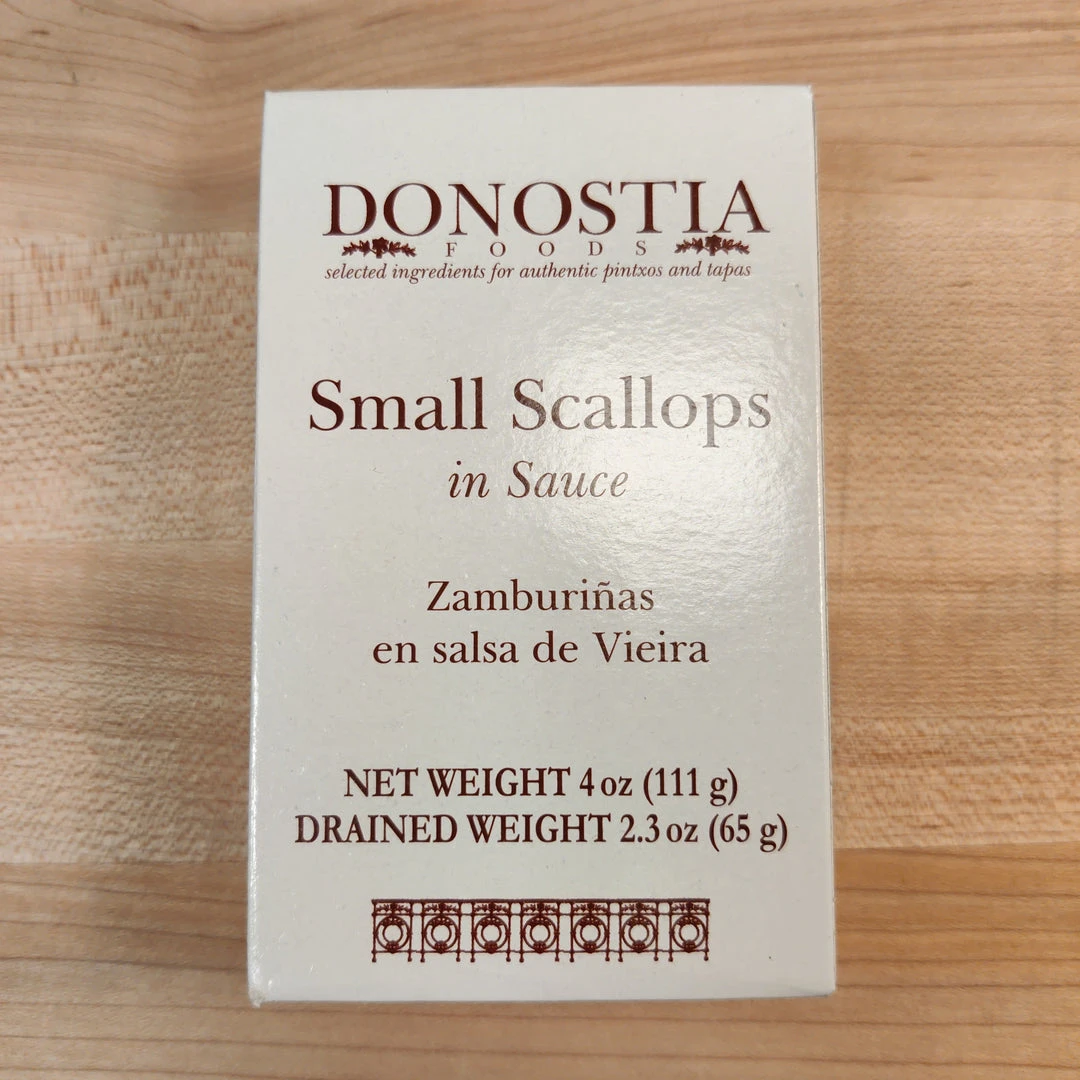 DONOSTIA
FOODS
selected ingredients for authentic pintxos and tapas
Small Scallops
in Sauce
Zamburiñas
en salsa de Vieira
NET WEIGHT 4 oz (111 g)
DRAINED WEIGHT 2.3 oz (65 g)